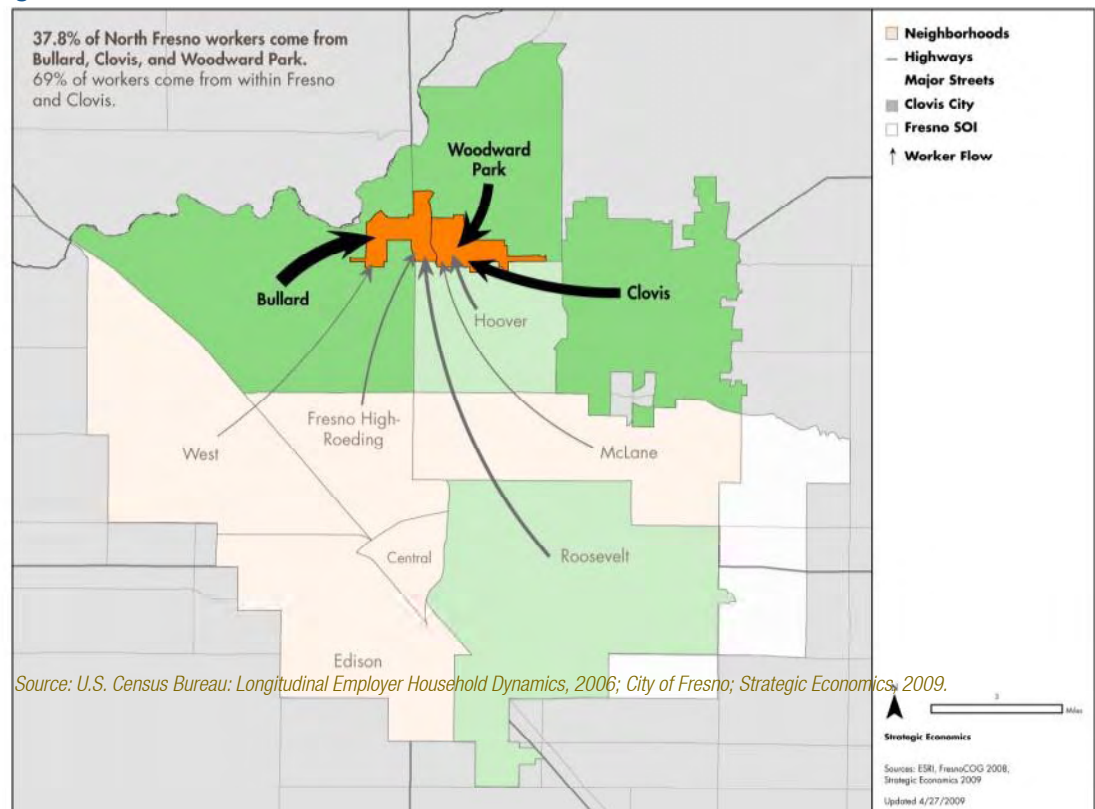 37.8% of North Fresno workers come from
Bullard, Clovis, and Woodward Park.
69% of workers come from within Fresno
and Clovis.
Neighborhoods
Highways
Major Streets
Clovis City
Fresno SOI
Worker Flow
Woodward
Park
Bullard
Clovis
Hoover
Fresno High-
Roeding
West
McLane
Central
Roosevelt
Edison
Source: U.S. Census Bureau: Longitudinal Employer Household Dynamics, 2006; City of Fresno; Strategic Economics, 2009.
3
Miles
Strategic Economics
Sources: ESRI, FresnoCOG 2008,
Strategic Economics 2009
Updated 4/27/2009